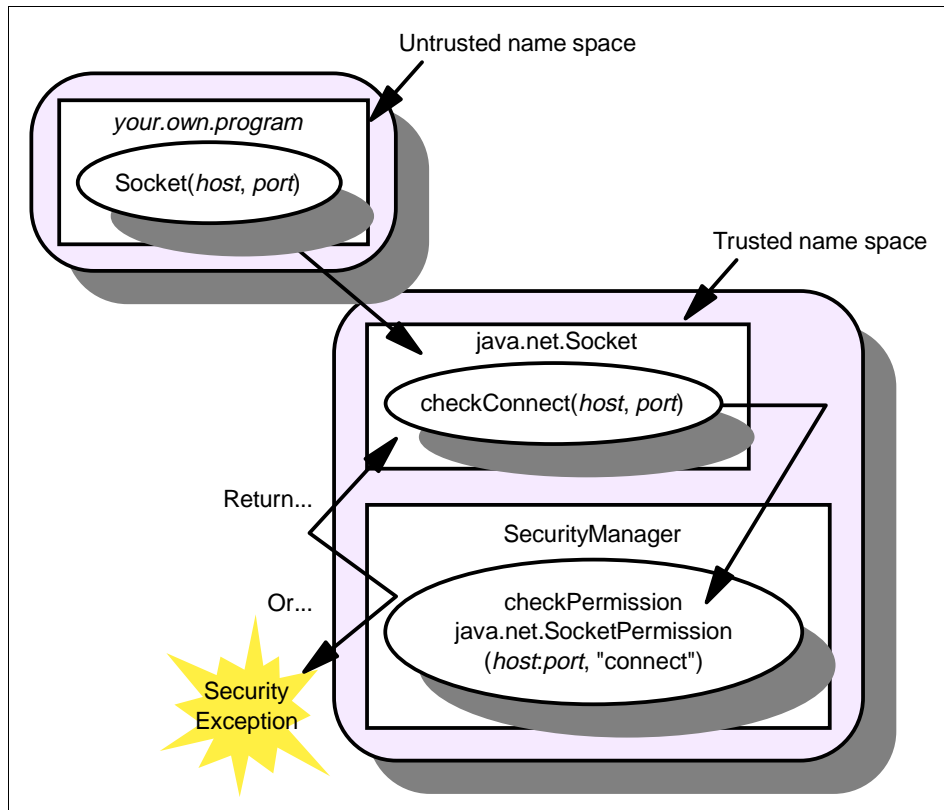 Untrusted name space
your.own.program
Socket(host, port)
Trusted name space
java.net.Socket
checkConnect(host, port)
Return...
SecurityManager
Or...
checkPermission
java.net.SocketPermission
(host:port, "connect")
Security
Exception